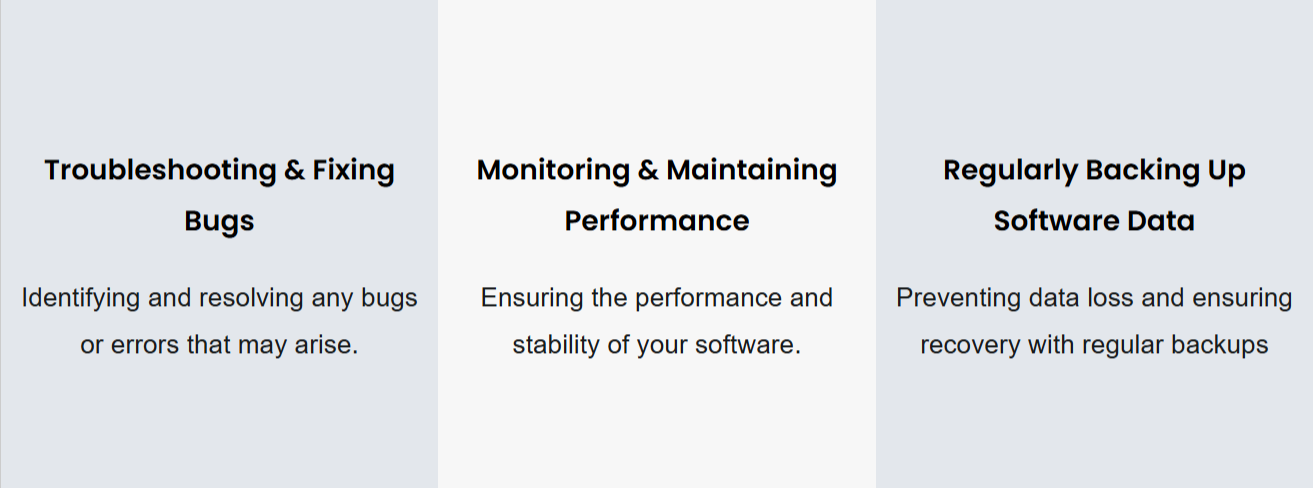 Troubleshooting & Fixing
Bugs
Identifying and resolving any bugs
or errors that may arise.
Monitoring & Maintaining
Performance
Ensuring the performance and
stability of your software.
Regularly Backing Up
Software Data
Preventing data loss and ensuring
recovery with regular backups